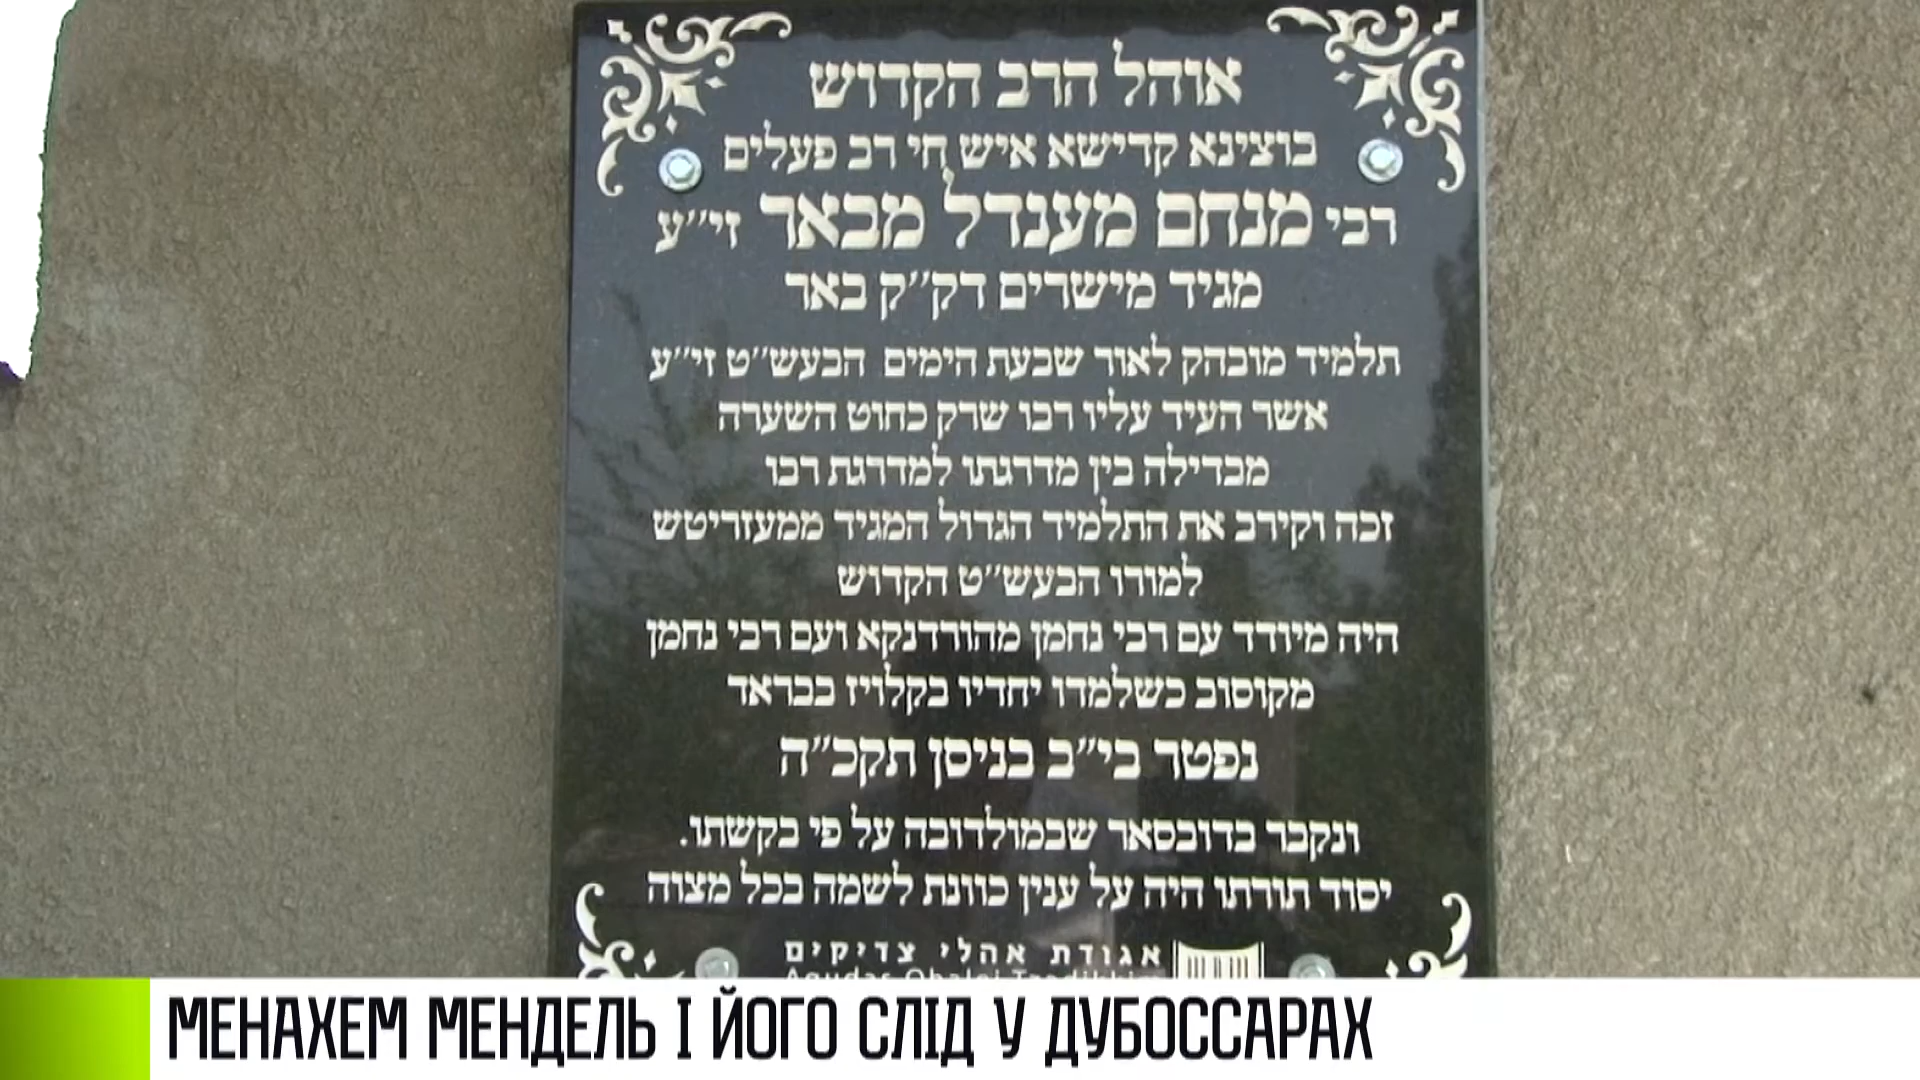 אוהל הרב הקדוש
בוצינא קדישא איש חי רב פעלים
רבי מנחם מענדל מבאר זי"ע
מגיד מישרים דק"ק באר
תלמיד מובהק לאור שבעת הימים הבעש"ט זי"ע
אשר העיד עליו רבו שרק כחוט השערה
מבדילה בין מדרגתו למדרגת רבו
זכה וקירב את התלמיד הגדול המגיד ממעזריטש
למורו הבעש"ט הקדוש
היה מיודד עם רבי נחמן מהורדנקא ועם רבי נחמן
מקוסוב כשלמדו יחדיו בקלויז בבראד
נפטר בי"ב בניסן תקכ"ה
ונקבר בדובסאר שבמולדובה על פי בקשתו.
יסוד תורתו היה על ענין כוונת לשמה בכל מצוה
אגודת אהלי צדיקים
МЕНАХЕМ МЕНДЕЛЬ І ЙОГО СЛІД У ДУБОССАРАХ